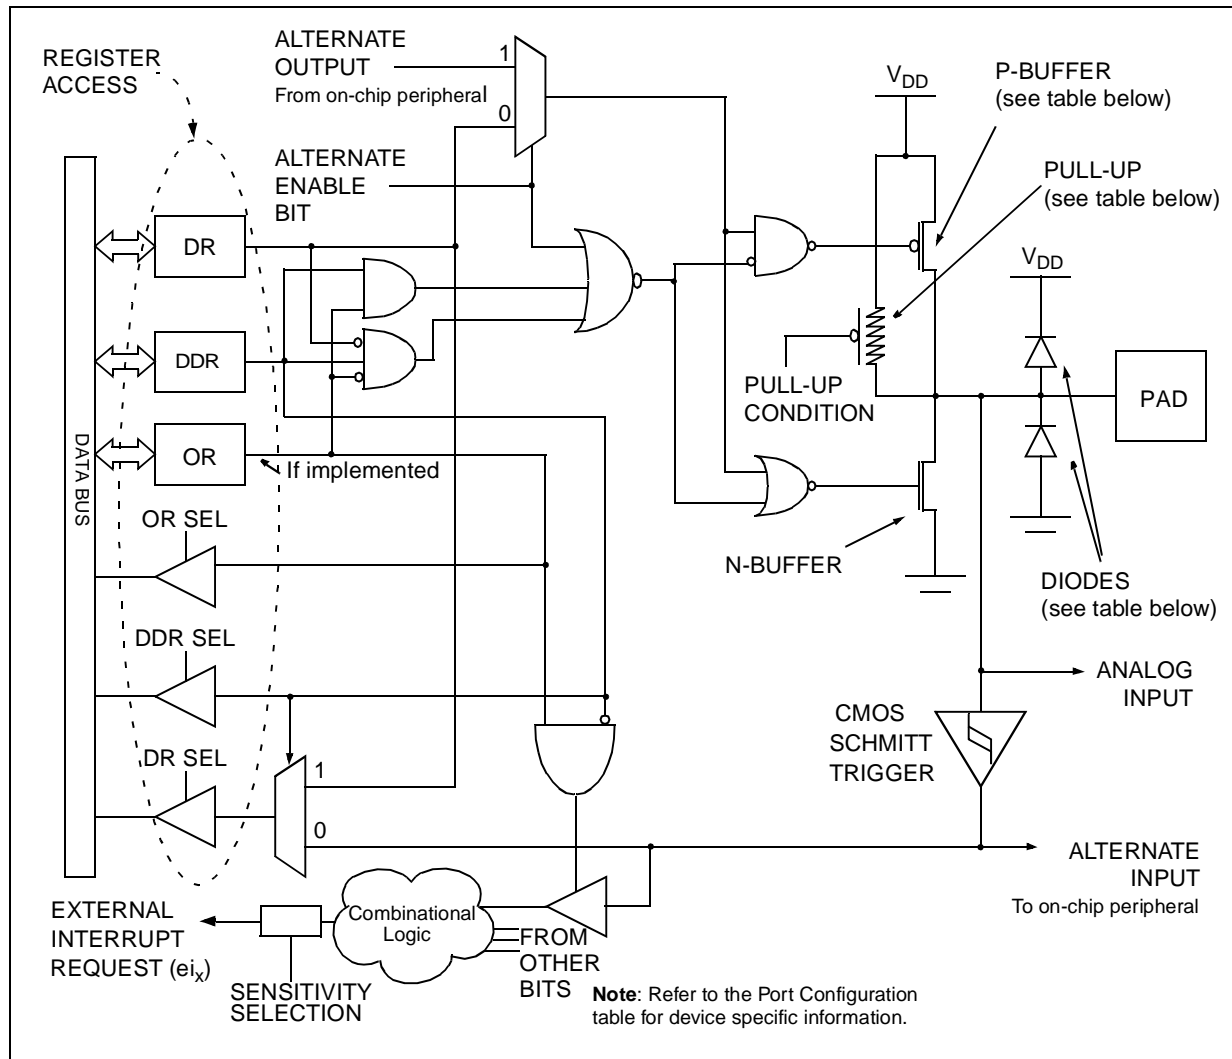 REGISTER
ACCESS
ALTERNATE
OUTPUT
From on-chip peripheral
1
0
ALTERNATE
ENABLE
BIT
VDD
P-BUFFER
(see table below)
PULL-UP
(see table below)
VDD
DR
DDR
OR
If implemented
DATA BUS
PULL-UP
CONDITION
PAD
N-BUFFER
DIODES
(see table below)
OR SEL
DDR SEL
DR SEL
1
0
ANALOG
INPUT
CMOS
SCHMITT
TRIGGER
ALTERNATE
INPUT
To on-chip peripheral
EXTERNAL
INTERRUPT
REQUEST (eix)
Combinational
Logic
FROM
OTHER
BITS
SENSITIVITY
SELECTION
Note: Refer to the Port Configuration
table for device specific information.